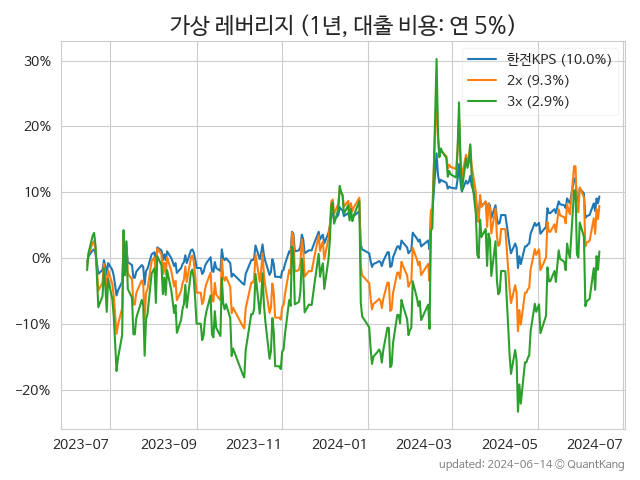 가상 레버리지 (1년, 대출 비용: 연 5%)
30%
20%
10%
0%
−10%
−20%
한전KPS (10.0%)
2x (9.3%)
3x (2.9%)
2023-07
2023-09
2023-11
2024-01
2024-03
2024-05
2024-07
updated: 2024-06-14 © QuantKang